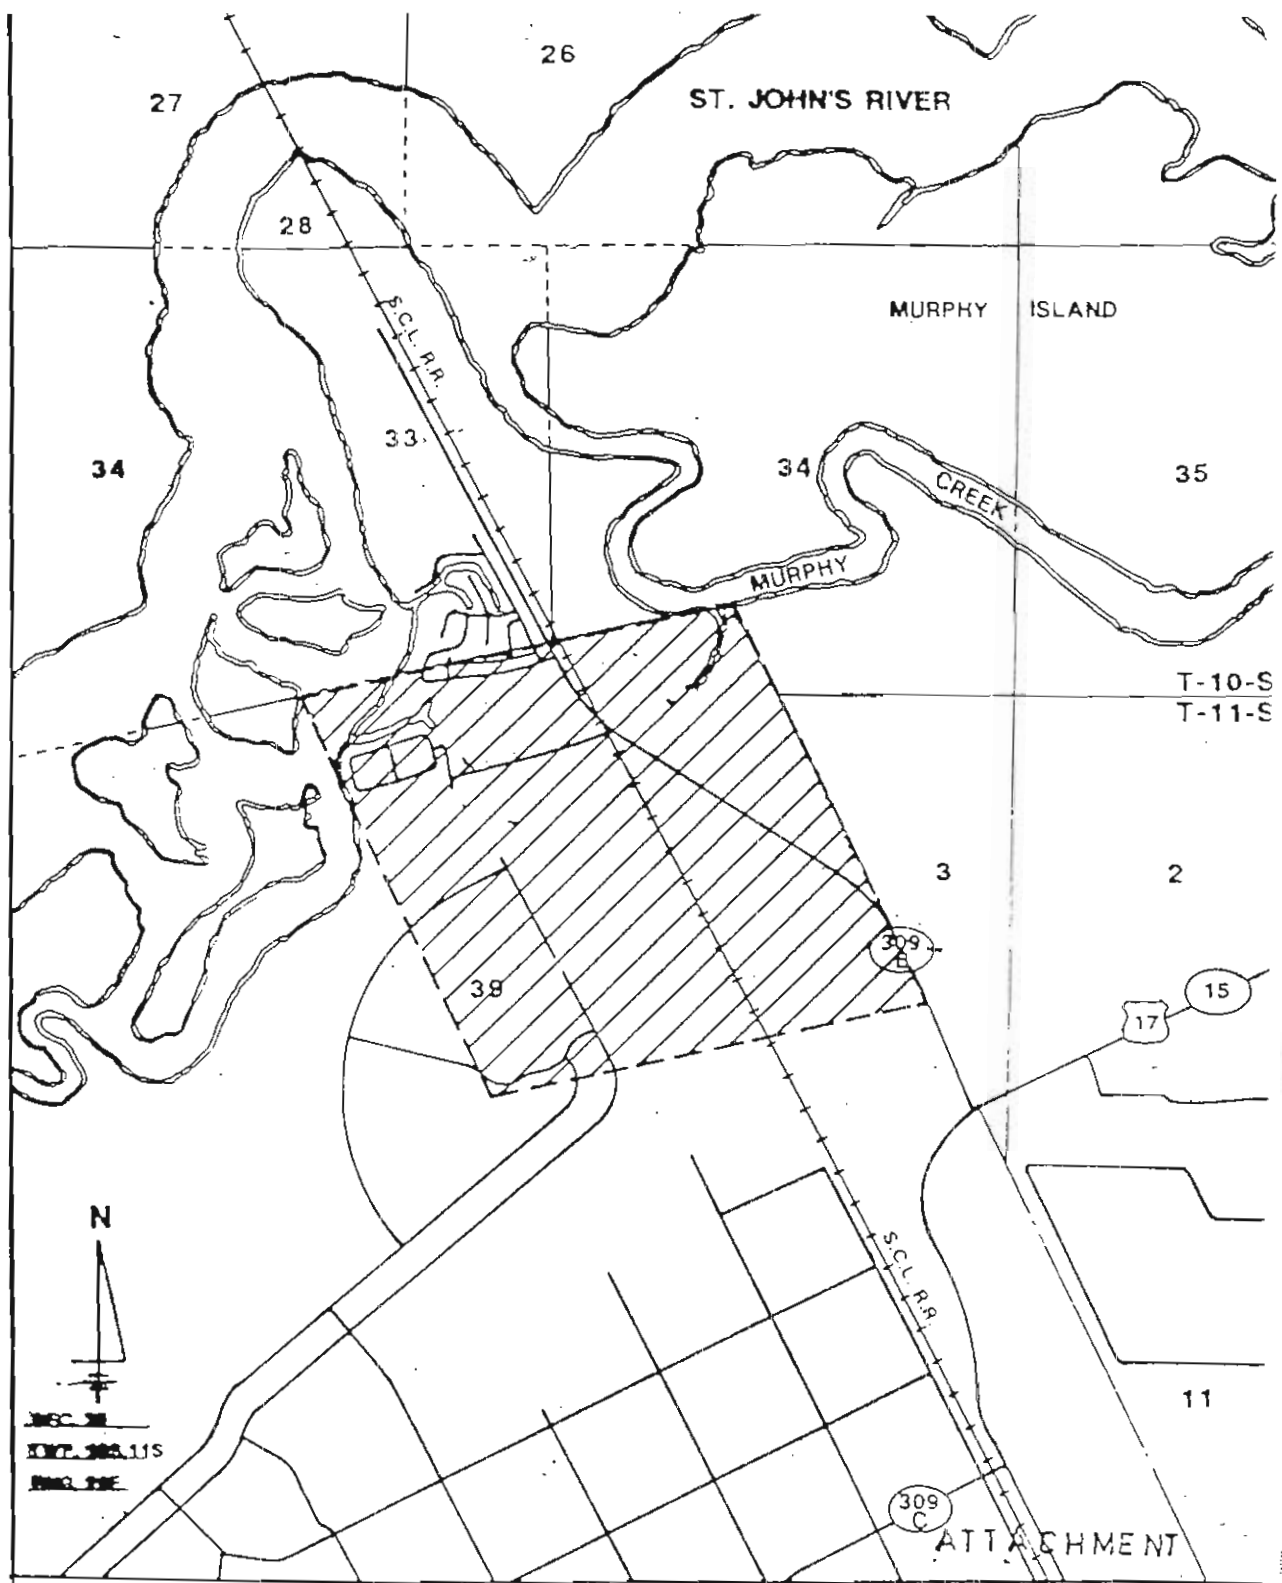 26
27
ST. JOHN'S RIVER
28
MURPHY ISLAND
S.C.L. R.R.
33
34
34
35
CREEK
MURPHY
T-10-S
T-11-S
3
2
309
B
39
15
17
N
S.C.L. R.R.
11
11S
309
C
ATTACHMENT